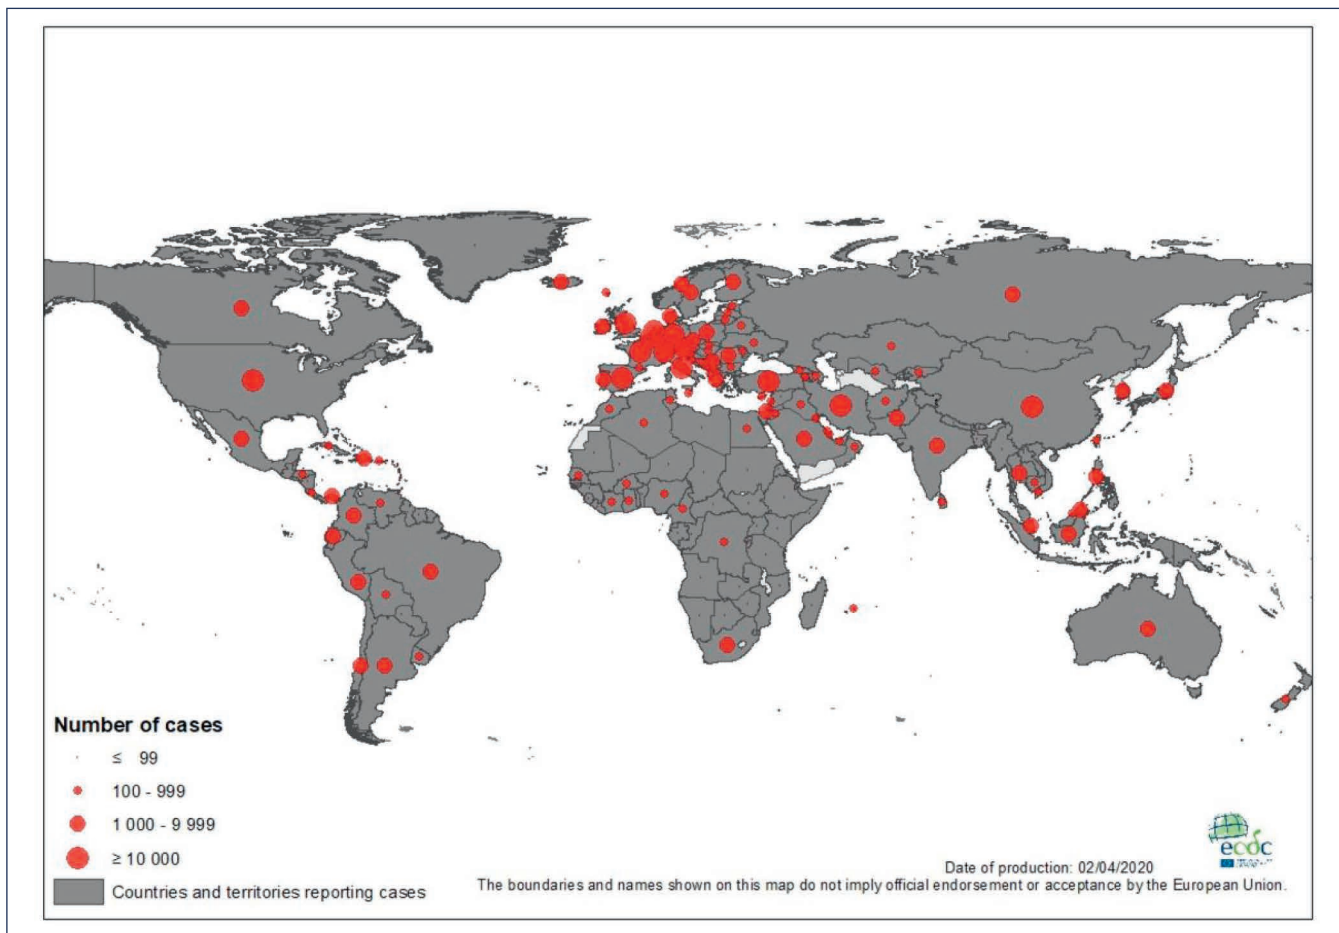 Number of cases
≤ 99
100 - 999
1 000 - 9 999
≥ 10 000
Countries and territories reporting cases
ecdc
Date of production: 02/04/2020
The boundaries and names shown on this map do not imply official endorsement or acceptance by the European Union.